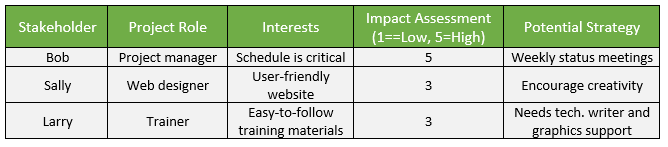 Stakeholder Project Role Interests Impact Assessment (1==Low, 5=High) Potential Strategy
Bob Project manager Schedule is critical 5 Weekly status meetings
Sally Web designer User-friendly website 3 Encourage creativity
Larry Trainer Easy-to-follow training materials 3 Needs tech. writer and graphics support